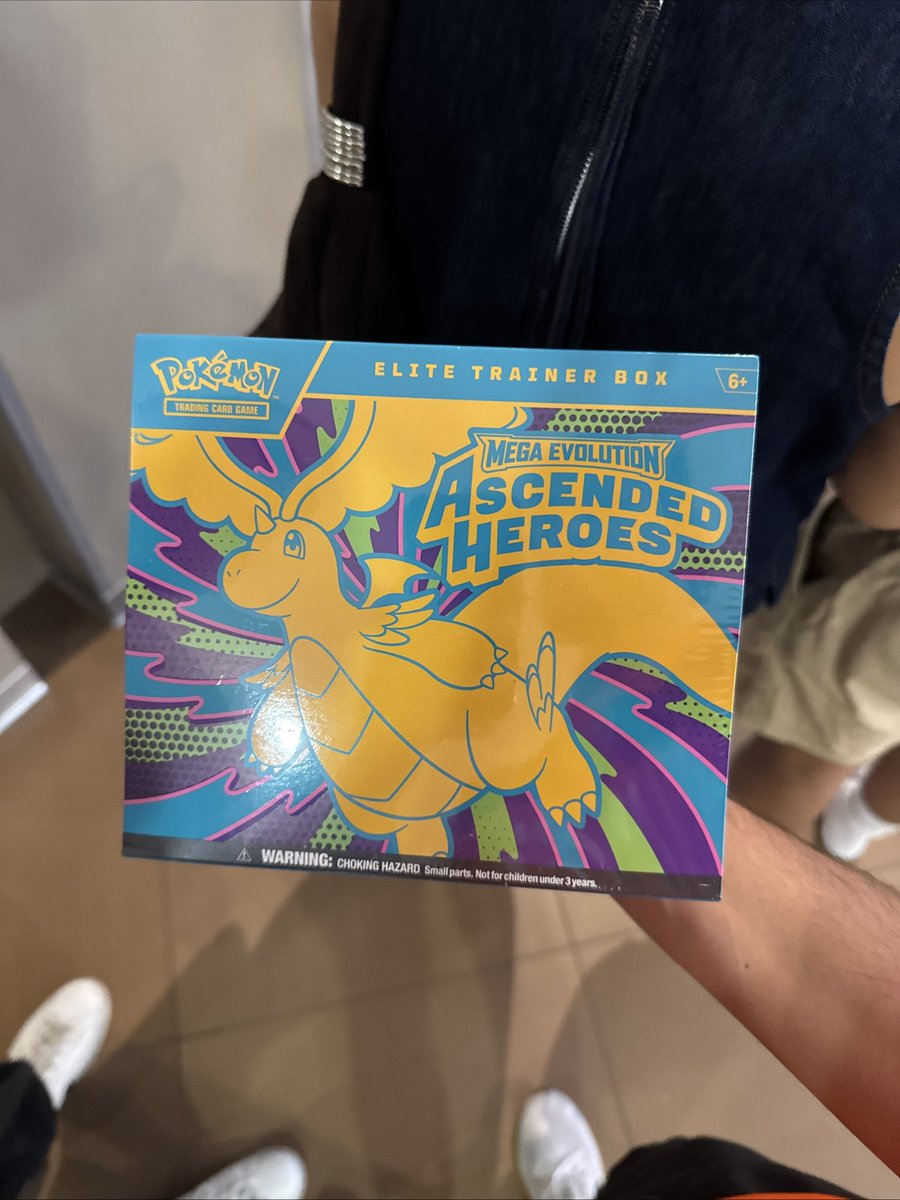 POKÉMON™
TRADING CARD GAME
ELITE TRAINER BOX
6+
MEGA EVOLUTION
ASCENDED
HEROES
WARNING: CHOKING HAZARD Small parts. Not for children under 3 years.